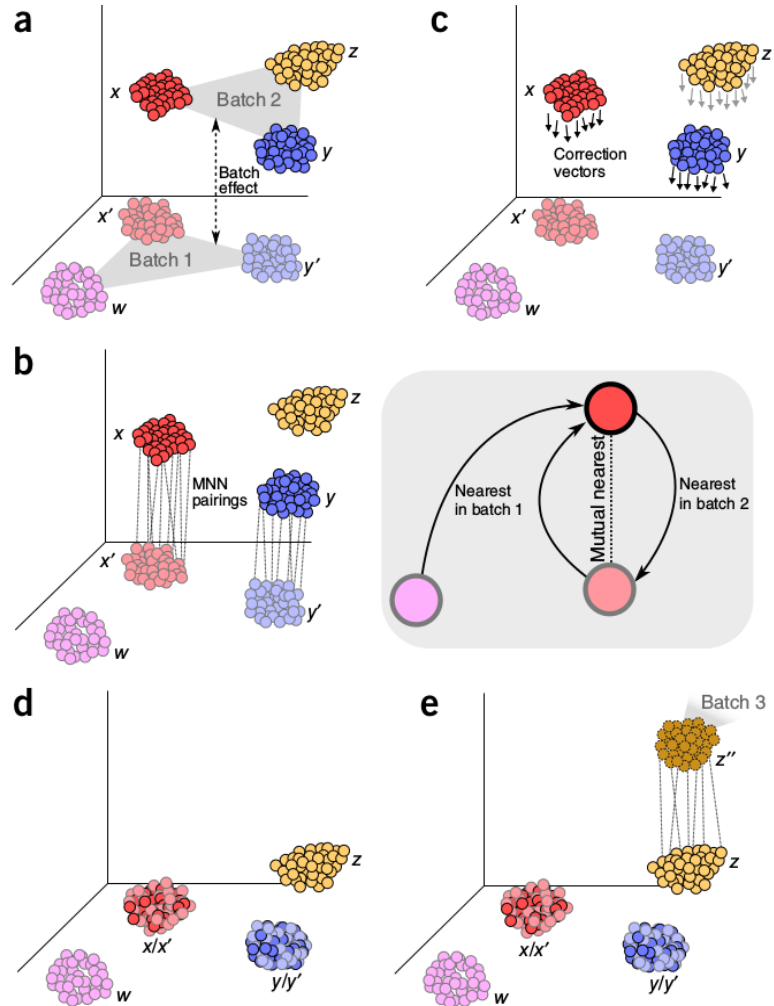 a
x
z
Batch 2
y
Batch
effect
x′
Batch 1
y′
w
c
x
z
y
Correction
vectors
x′
y′
w
b
x
z
MNN
pairings
y
x′
y′
w
Nearest
in batch 1
Mutual nearest
Nearest
in batch 2
d
z
x/x′
y/y′
w
e
Batch 3
z″
z
x/x′
y/y′
w